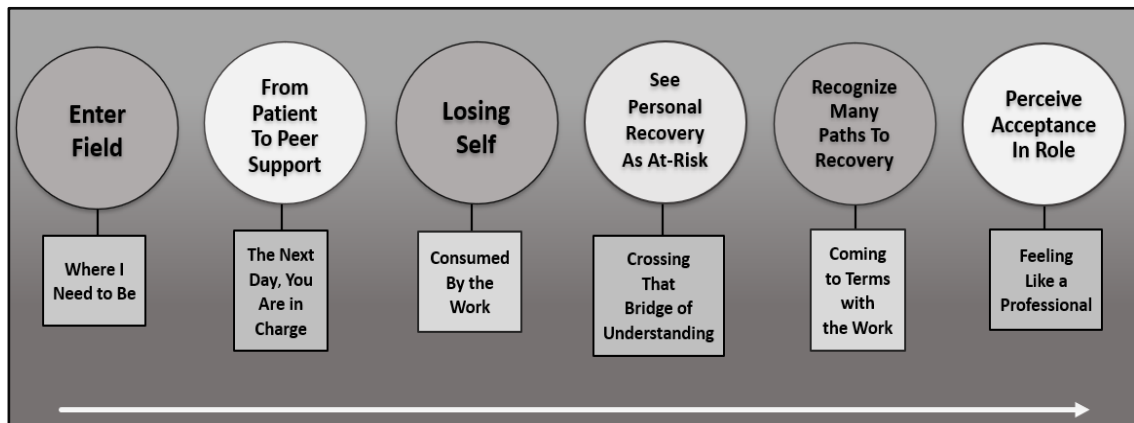 Enter
Field
From
Patient
To Peer
Support
Losing
Self
See
Personal
Recovery
As At-Risk
Recognize
Many
Paths To
Recovery
Perceive
Acceptance
In Role
Where I
Need to Be
The Next
Day, You
Are in
Charge
Consumed
By the
Work
Crossing
That
Bridge of
Understanding
Coming
to Terms
with
the Work
Feeling
Like a
Professional